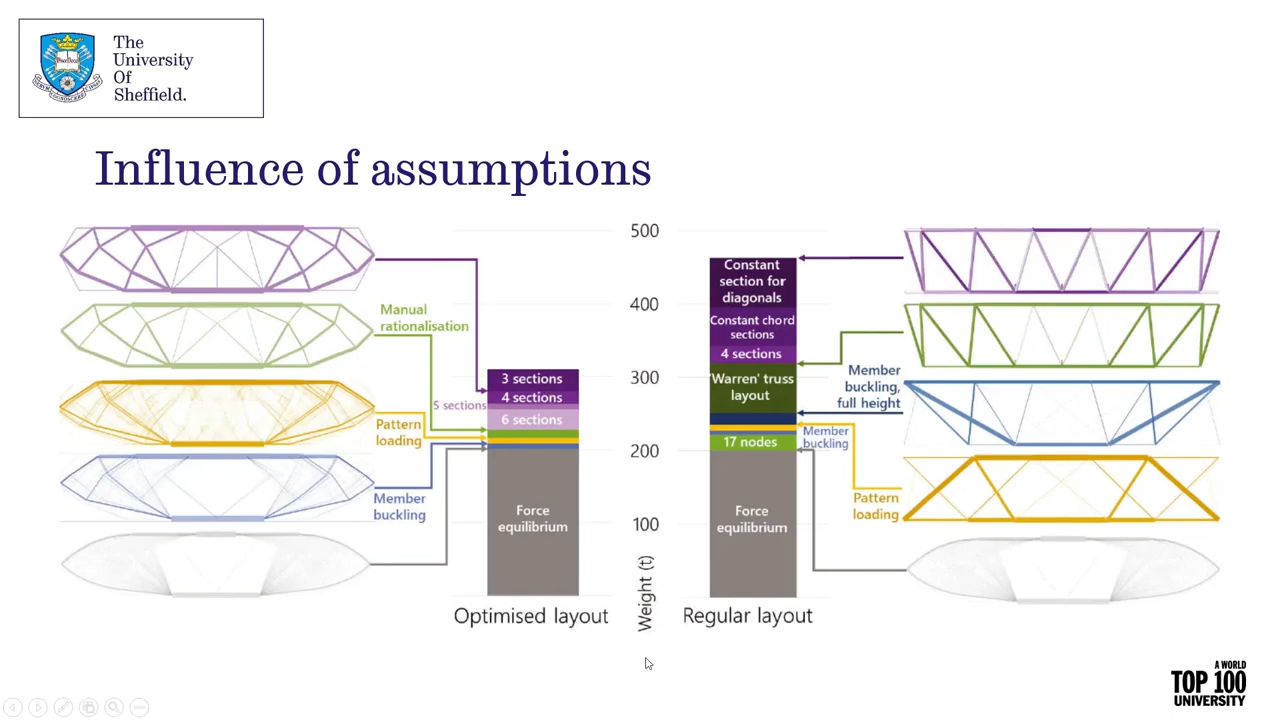 The
University
Of
Sheffield.
Influence of assumptions
Manual
rationalisation
5 sections
Pattern
loading
Member
buckling
3 sections
4 sections
6 sections
Force
equilibrium
Optimised layout
500
400
300
200
100
Weight (t)
Constant
section for
diagonals
Constant chord
sections
4 sections
'Warren' truss
layout
17 nodes
Force
equilibrium
Regular layout
Member
buckling,
full height
Member
buckling
Pattern
loading
A WORLD
TOP 100
UNIVERSITY